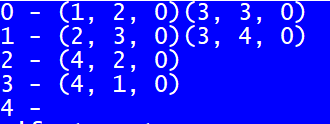 0 - (1, 2, 0)(3, 3, 0)
1 - (2, 3, 0)(3, 4, 0)
2 - (4, 2, 0)
3 - (4, 1, 0)
4 -